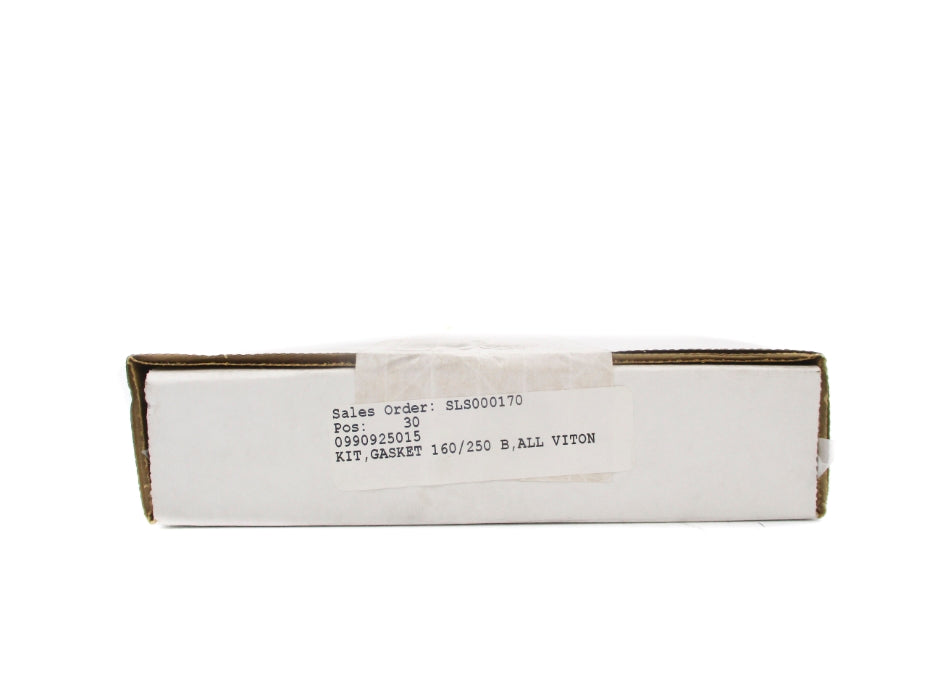 Sales Order: SLS000170
Pos: 30
0990925015
KIT,GASKET 160/250 B,ALL VITON